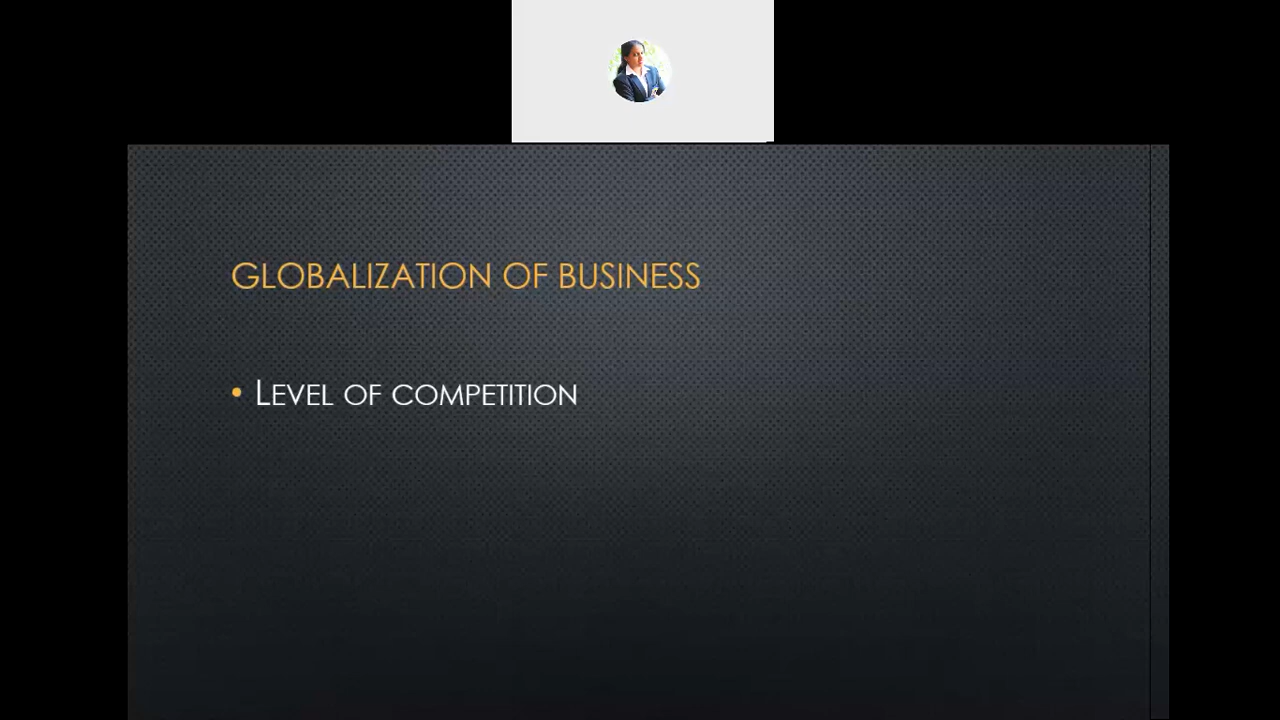 GLOBALIZATION OF BUSINESS
• LEVEL OF COMPETITION